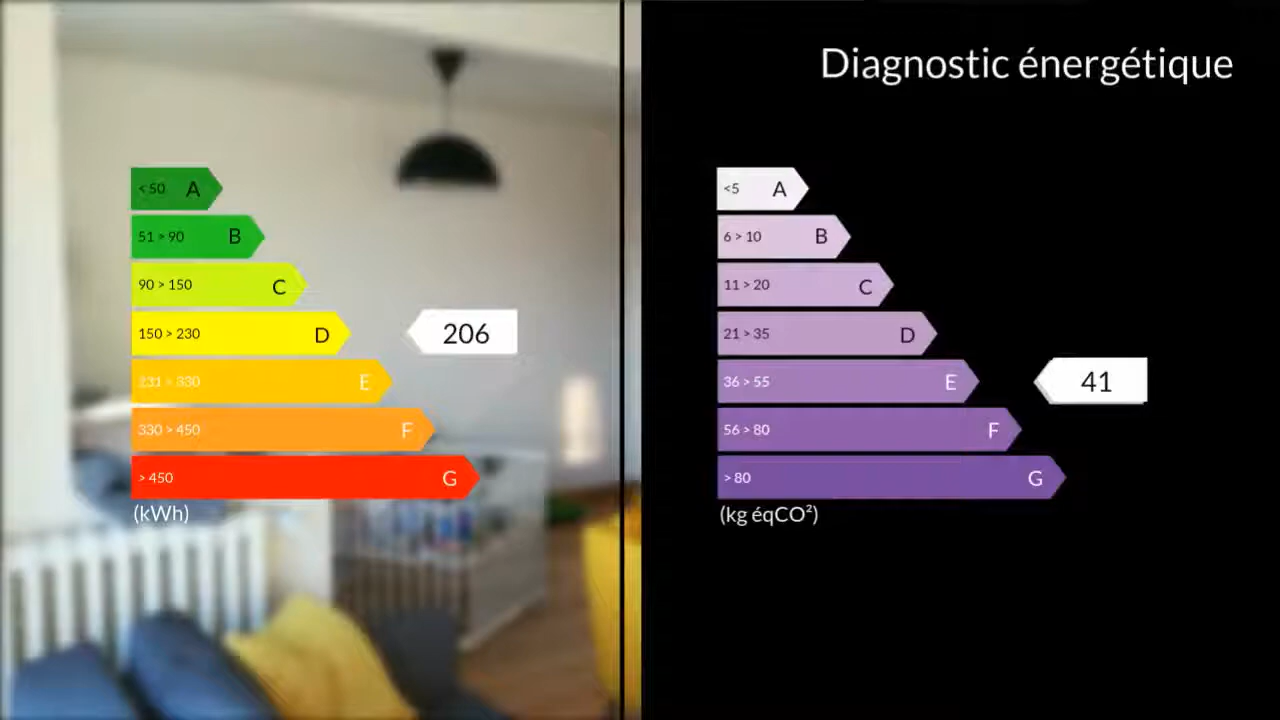 Diagnostic énergétique
< 50 A
51 > 90 B
90 > 150 C
150 > 230 D
206
231 > 330 E
330 > 450 F
> 450 G
(kWh)
<5 A
6 > 10 B
11 > 20 C
21 > 35 D
36 > 55 E
41
56 > 80 F
> 80 G
(kg éqCO²)